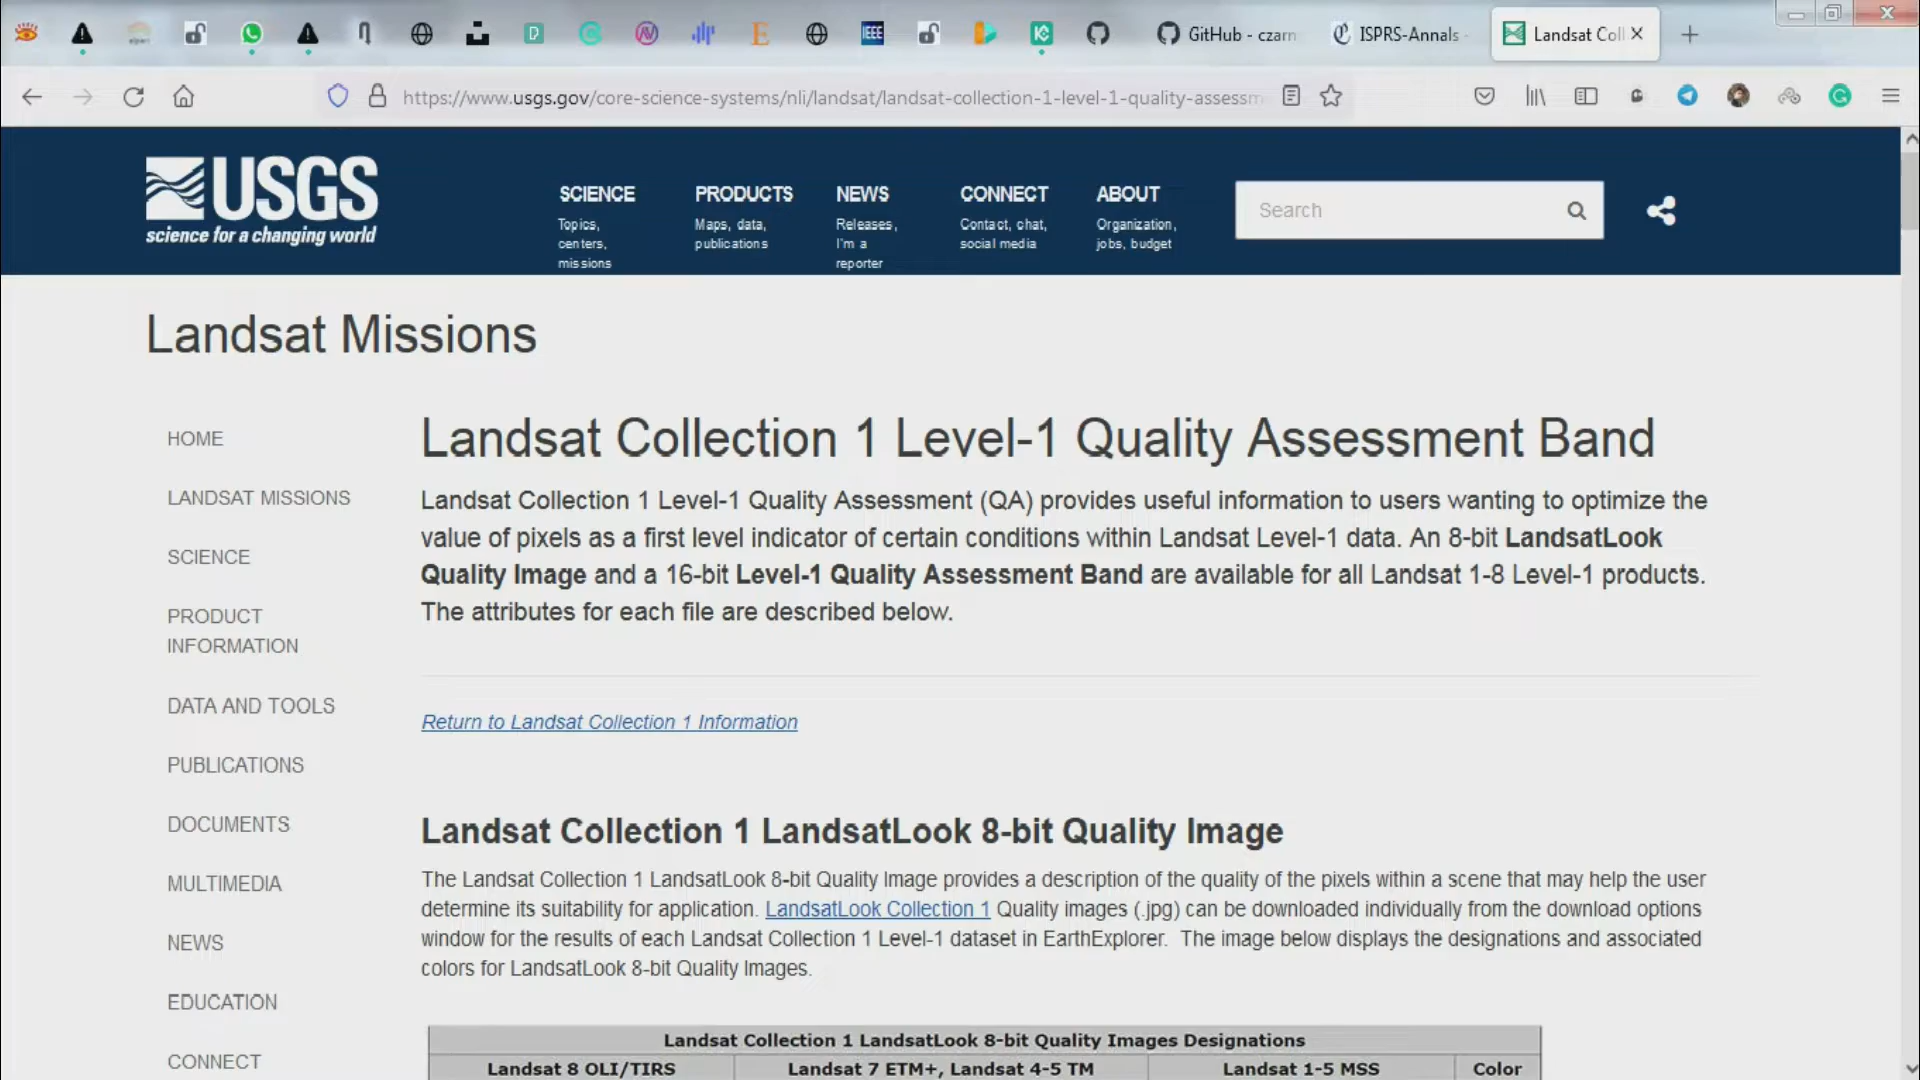 GitHub - czarn
ISPRS-Annals
Landsat Coll
https://www.usgs.gov/core-science-systems/nli/landsat/landsat-collection-1-level-1-quality-assessm
USGS
science for a changing world
SCIENCE
Topics,
centers,
missions
PRODUCTS
Maps, data,
publications
NEWS
Releases,
I'm a
reporter
CONNECT
Contact, chat,
social media
ABOUT
Organization,
jobs, budget
Search
Landsat Missions
HOME
LANDSAT MISSIONS
SCIENCE
PRODUCT
INFORMATION
DATA AND TOOLS
PUBLICATIONS
DOCUMENTS
MULTIMEDIA
NEWS
EDUCATION
CONNECT
Landsat Collection 1 Level-1 Quality Assessment Band
Landsat Collection 1 Level-1 Quality Assessment (QA) provides useful information to users wanting to optimize the
value of pixels as a first level indicator of certain conditions within Landsat Level-1 data. An 8-bit LandsatLook
Quality Image and a 16-bit Level-1 Quality Assessment Band are available for all Landsat 1-8 Level-1 products.
The attributes for each file are described below.
Return to Landsat Collection 1 Information
Landsat Collection 1 LandsatLook 8-bit Quality Image
The Landsat Collection 1 LandsatLook 8-bit Quality Image provides a description of the quality of the pixels within a scene that may help the user
determine its suitability for application. LandsatLook Collection 1 Quality images (.jpg) can be downloaded individually from the download options
window for the results of each Landsat Collection 1 Level-1 dataset in EarthExplorer. The image below displays the designations and associated
colors for LandsatLook 8-bit Quality Images.
Landsat Collection 1 LandsatLook 8-bit Quality Images Designations
Landsat 8 OLI/TIRS
Landsat 7 ETM+, Landsat 4-5 TM
Landsat 1-5 MSS
Color